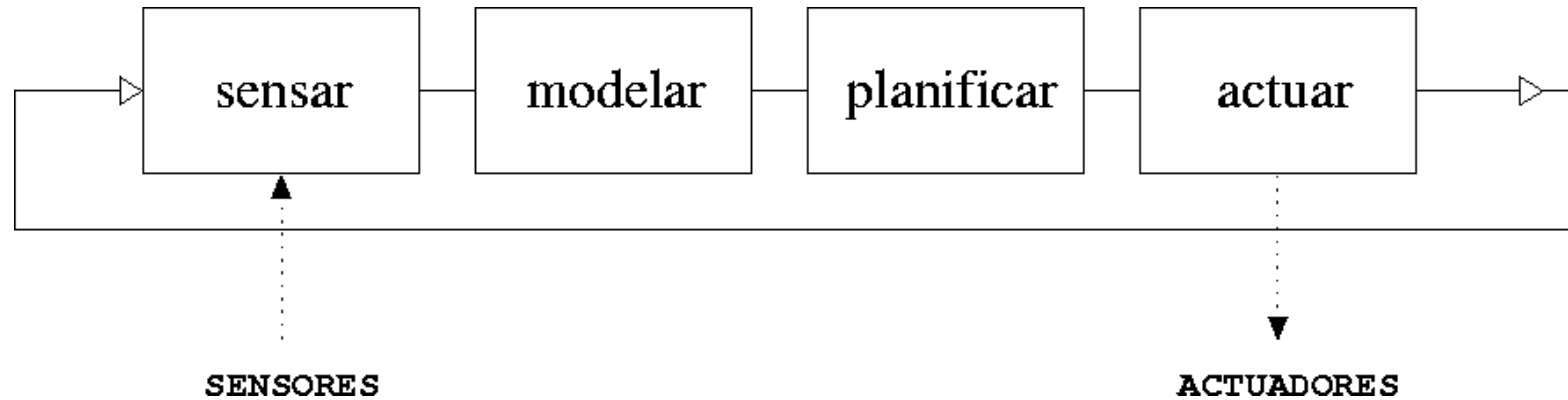 sensar
modelar
planificar
actuar
SENSORES
ACTUADORES